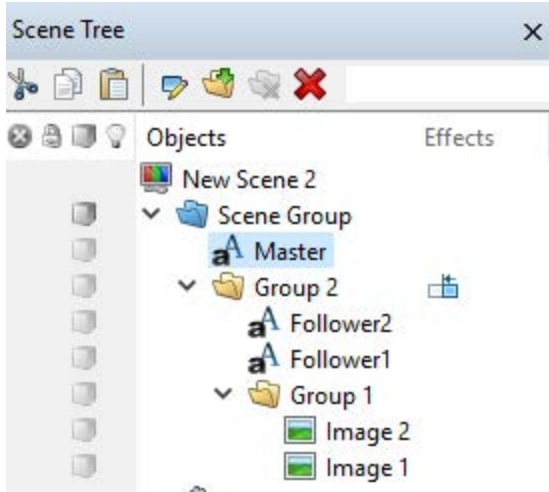 Scene Tree
Objects Effects
New Scene 2
Scene Group
Master
Group 2
Follower2
Follower1
Group 1
Image 2
Image 1